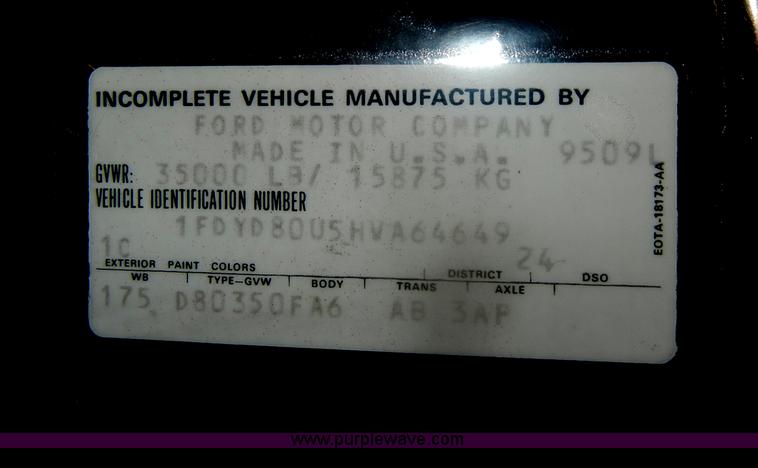 INCOMPLETE VEHICLE MANUFACTURED BY
FORD MOTOR COMPANY
MADE IN U.S.A. 9509L
GVWR: 35000 LB/ 15875 KG
VEHICLE IDENTIFICATION NUMBER
1FDYD80U5HVA64649
1C 24
EXTERIOR PAINT COLORS DISTRICT DSO
WB TYPE-GVW BODY TRANS AXLE
175 D80350FA6 AB 3AP
EOTA-18173-AA
www.purplewave.com